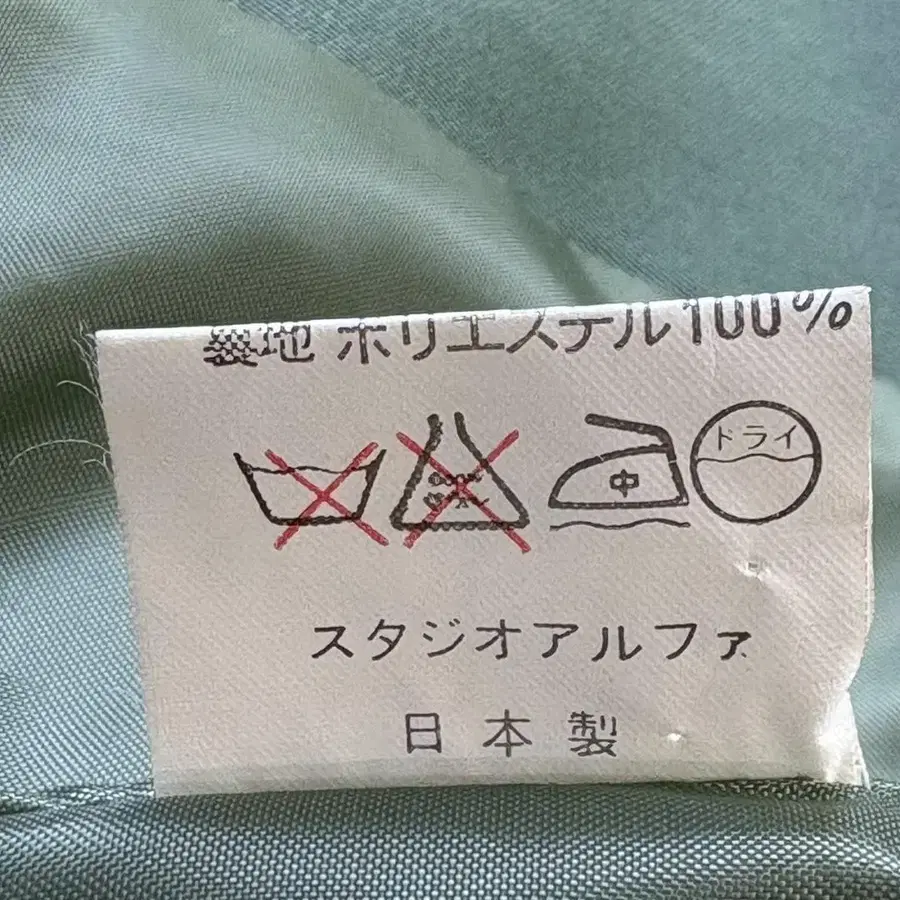 裏地 ポリエステル100%
中 ドライ
スタジオアルファ
日本製